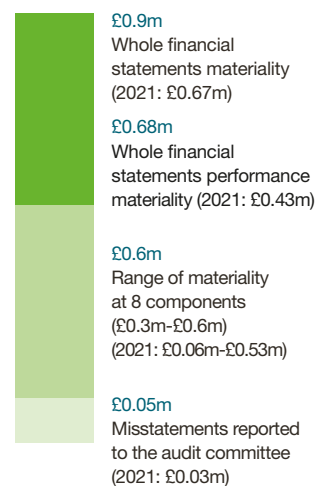 £0.9m
Whole financial
statements materiality
(2021: £0.67m)
£0.68m
Whole financial
statements performance
materiality (2021: £0.43m)
£0.6m
Range of materiality
at 8 components
(£0.3m-£0.6m)
(2021: £0.06m-£0.53m)
£0.05m
Misstatements reported
to the audit committee
(2021: £0.03m)